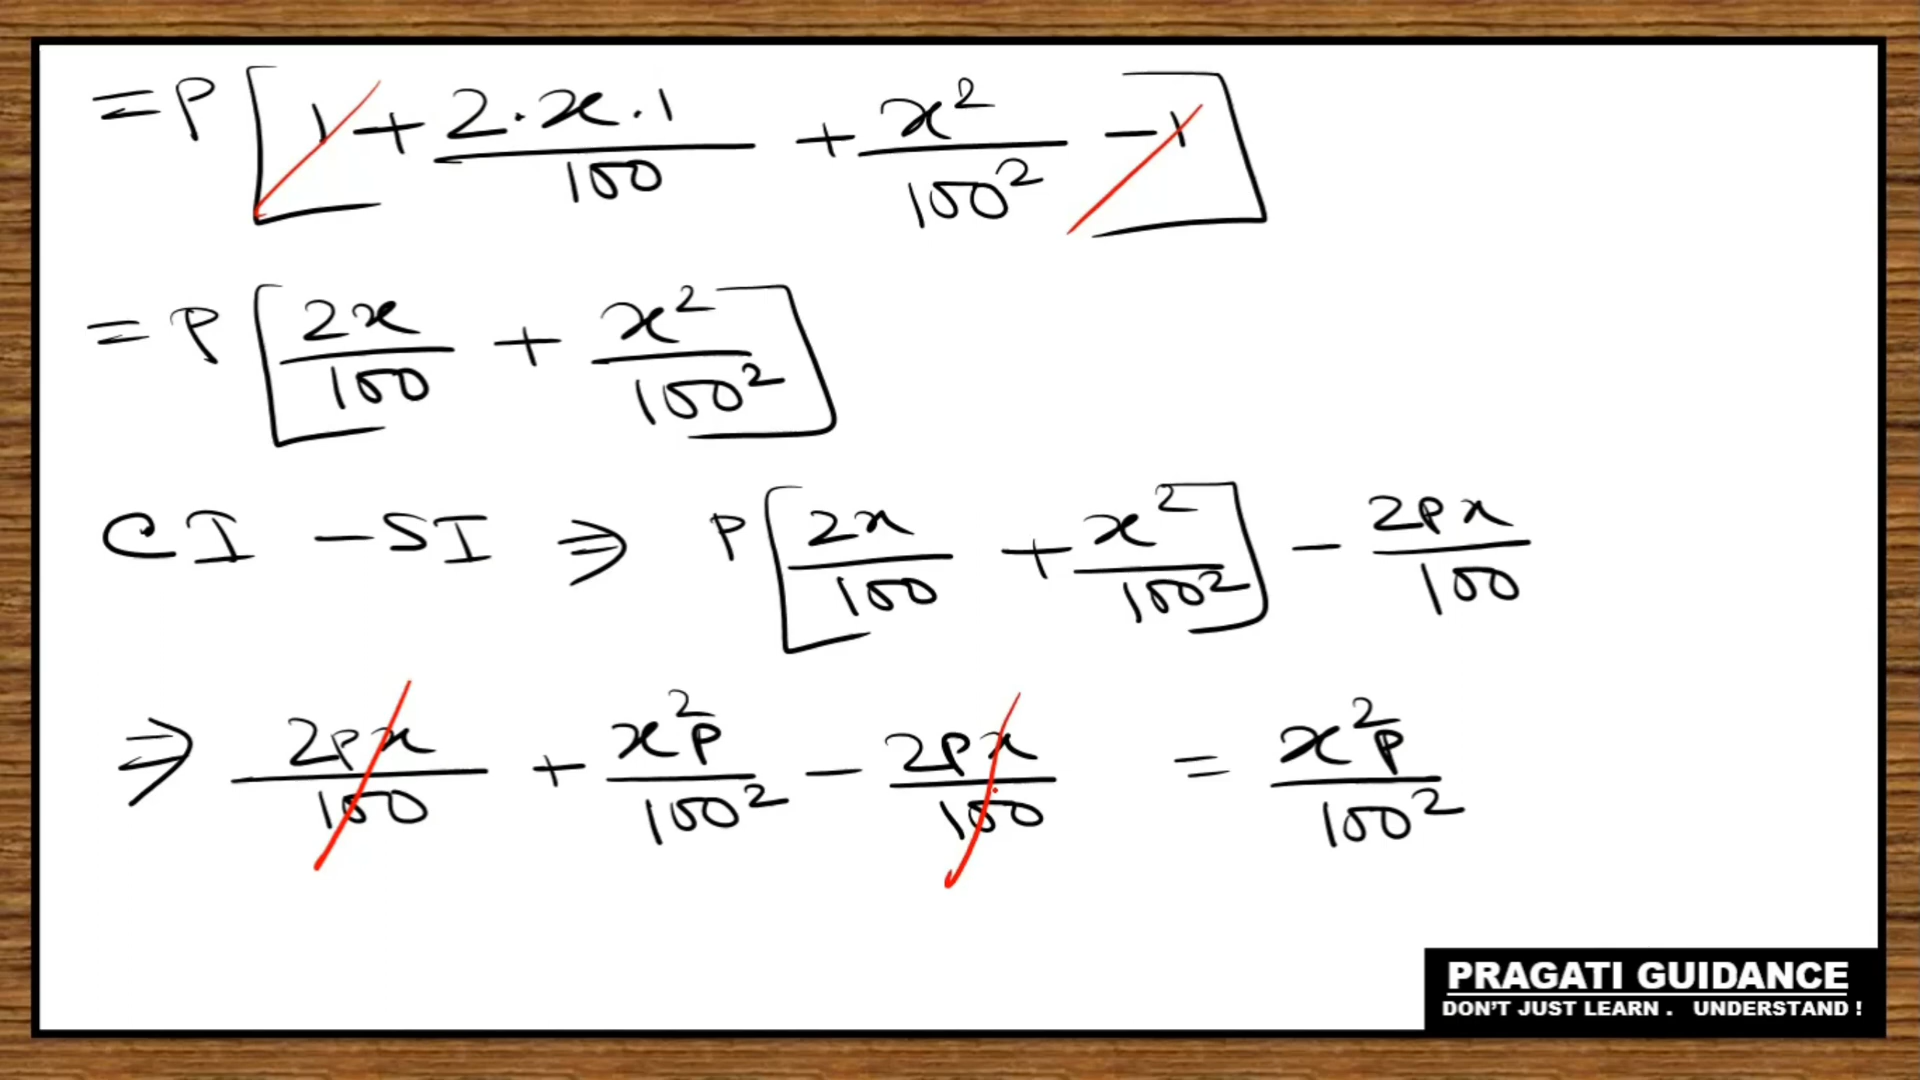 = P [ 1 + 2·x·1/100 + x²/100² − 1 ]
= P [ 2x/100 + x²/100² ]
CI − SI ⇒ P [ 2x/100 + x²/100² ] − 2Px/100
⇒ 2Px/100 + x²P/100² − 2Px/100 = x²P/100²
PRAGATI GUIDANCE
DON'T JUST LEARN . UNDERSTAND !